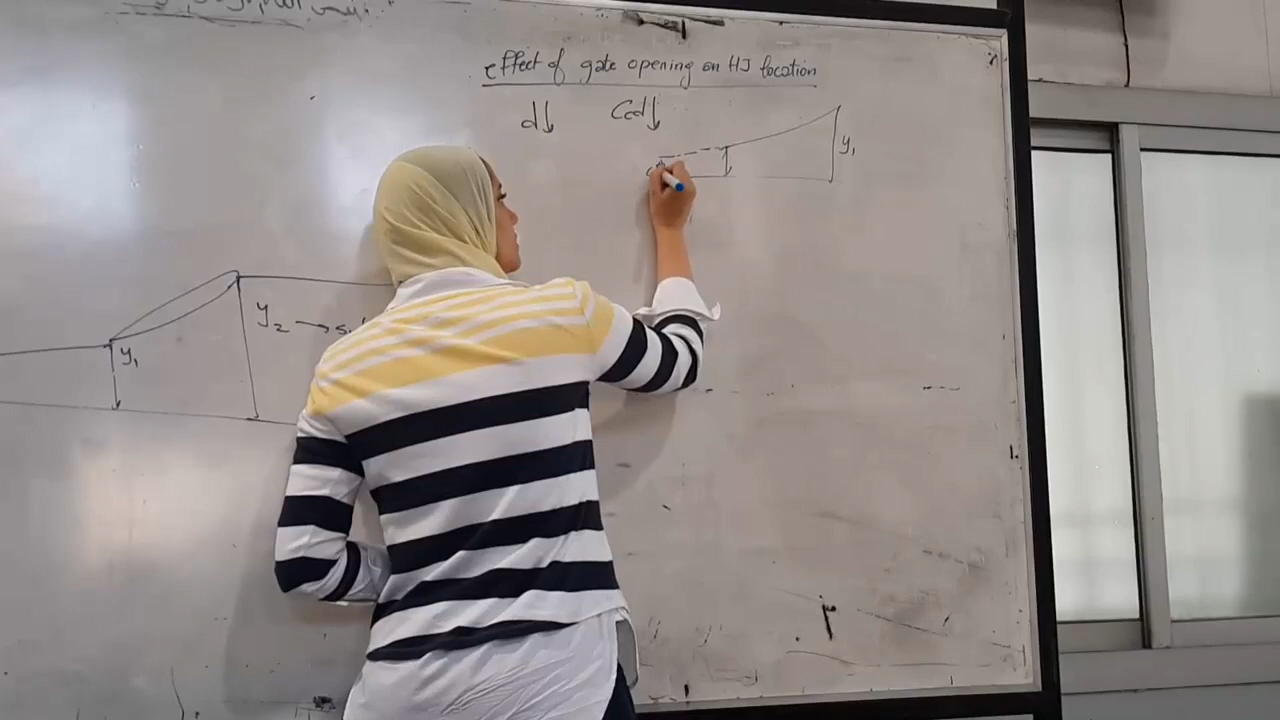 effect of gate opening on HJ location
d↓ Ccd↓
y₁
y₂ →
y₁